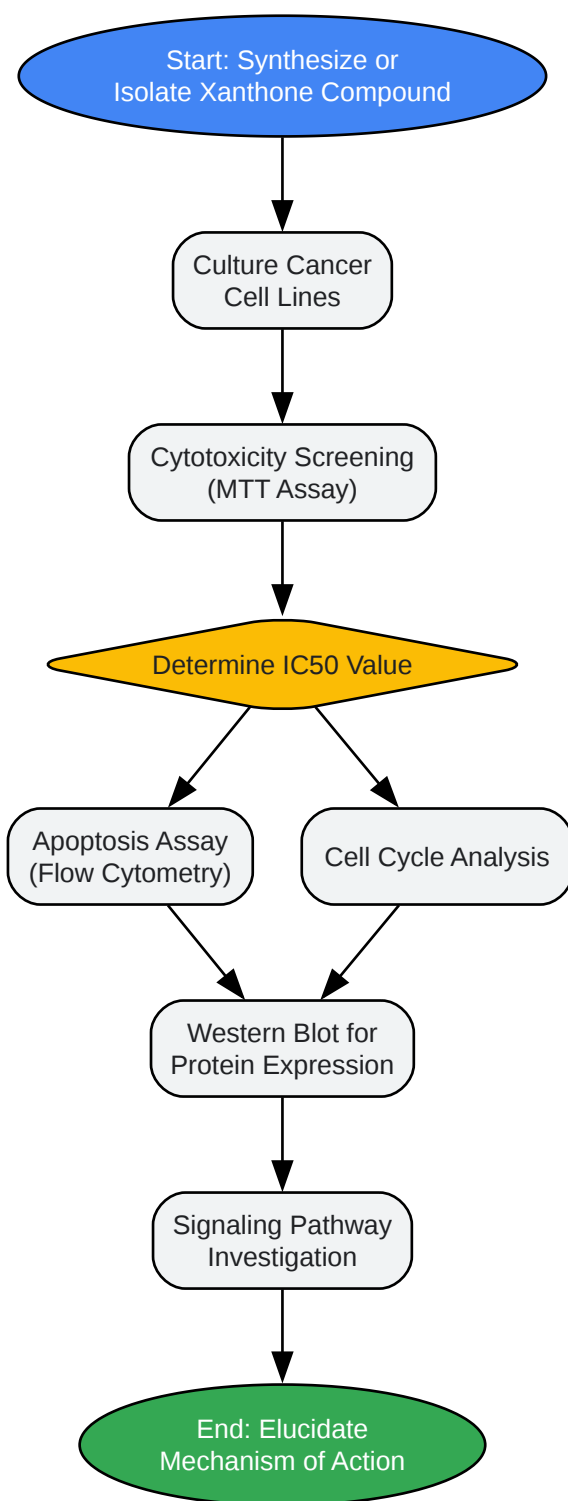 Start: Synthesize or
Isolate Xanthone Compound
Culture Cancer
Cell Lines
Cytotoxicity Screening
(MTT Assay)
Determine IC50 Value
Apoptosis Assay
(Flow Cytometry)
Cell Cycle Analysis
Western Blot for
Protein Expression
Signaling Pathway
Investigation
End: Elucidate
Mechanism of Action